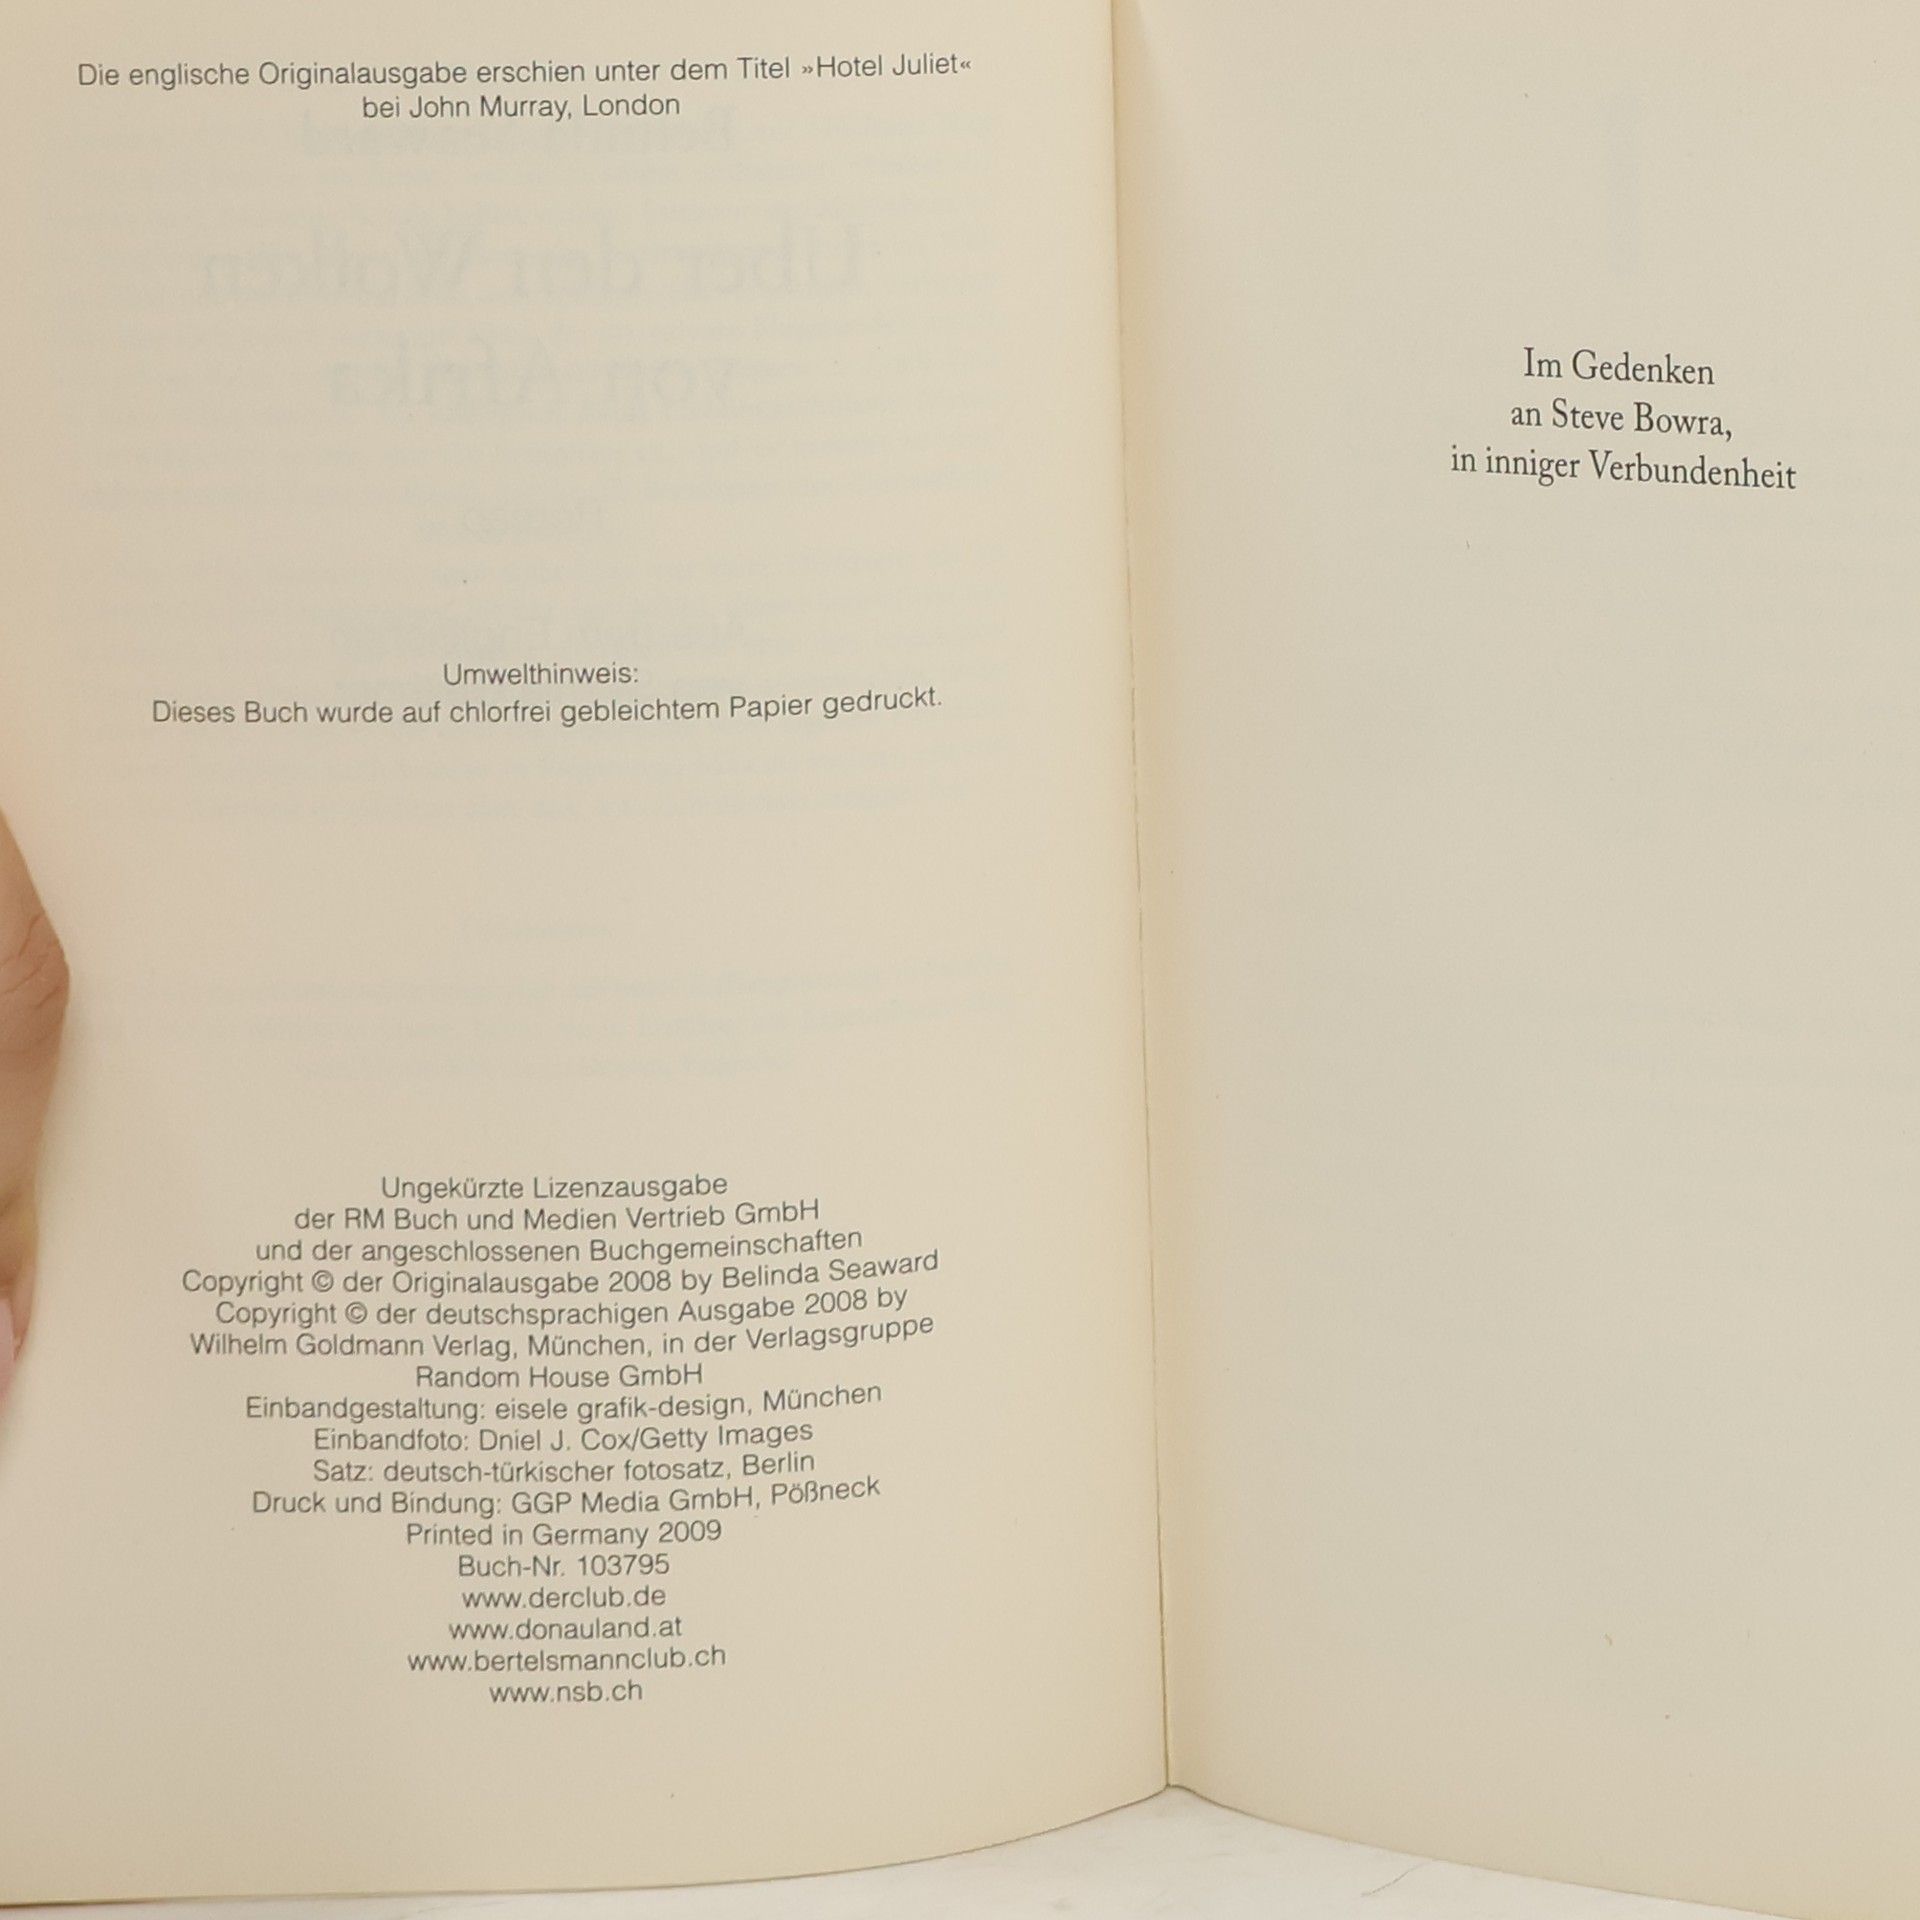 Die englische Originalausgabe erschien unter dem Titel »Hotel Juliet«
bei John Murray, London
Umwelthinweis:
Dieses Buch wurde auf chlorfrei gebleichtem Papier gedruckt.
Ungekürzte Lizenzausgabe
der RM Buch und Medien Vertrieb GmbH
und der angeschlossenen Buchgemeinschaften
Copyright © der Originalausgabe 2008 by Belinda Seaward
Copyright © der deutschsprachigen Ausgabe 2008 by
Wilhelm Goldmann Verlag, München, in der Verlagsgruppe
Random House GmbH
Einbandgestaltung: eisele grafik-design, München
Einbandfoto: Dniel J. Cox/Getty Images
Satz: deutsch-türkischer fotosatz, Berlin
Druck und Bindung: GGP Media GmbH, Pößneck
Printed in Germany 2009
Buch-Nr. 103795
www.derclub.de
www.donauland.at
www.bertelsmannclub.ch
www.nsb.ch
Im Gedenken
an Steve Bowra,
in inniger Verbundenheit